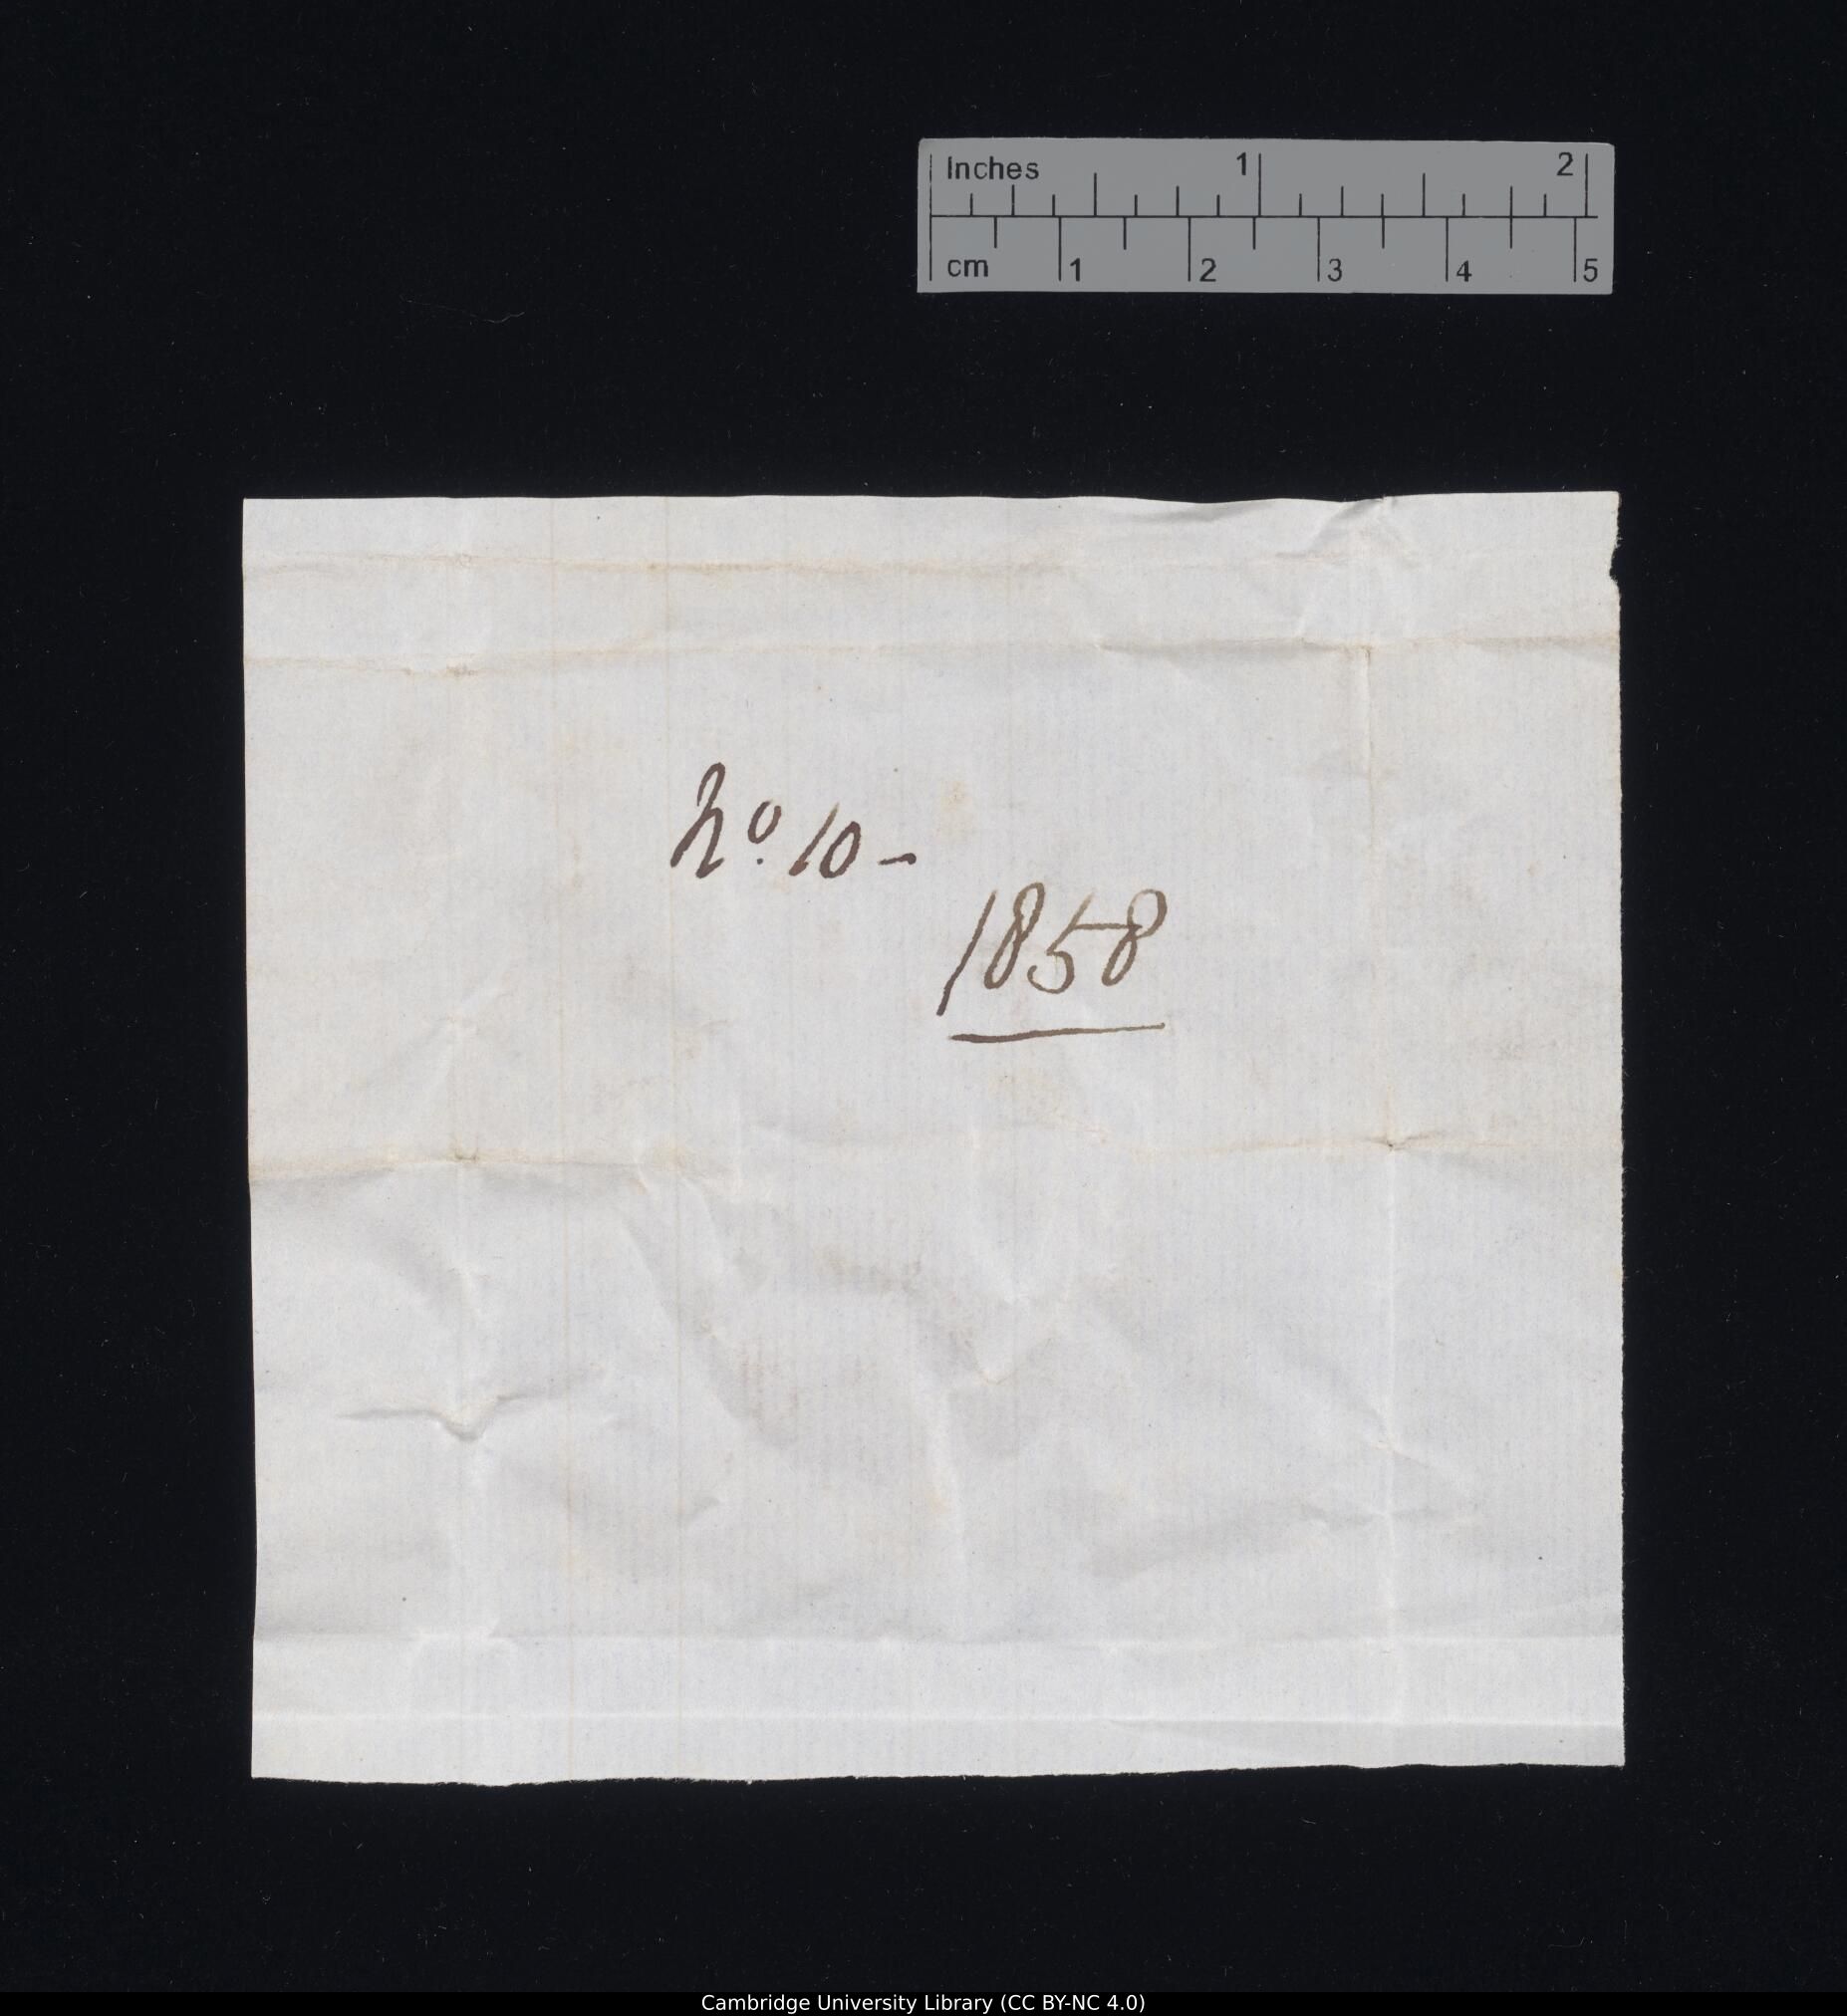 Inches 1 2
cm 1 2 3 4 5
No. 10 -
1858
Cambridge University Library (CC BY-NC 4.0)